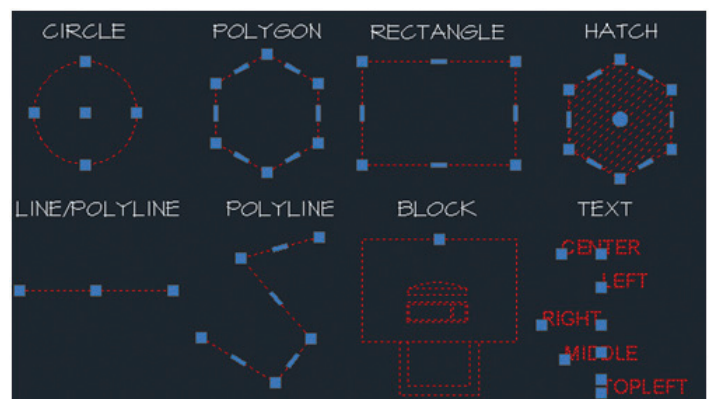 CIRCLE POLYGON RECTANGLE HATCH
LINE/POLYLINE POLYLINE BLOCK TEXT
CENTER
LEFT
RIGHT
MIDDLE
TOPLEFT